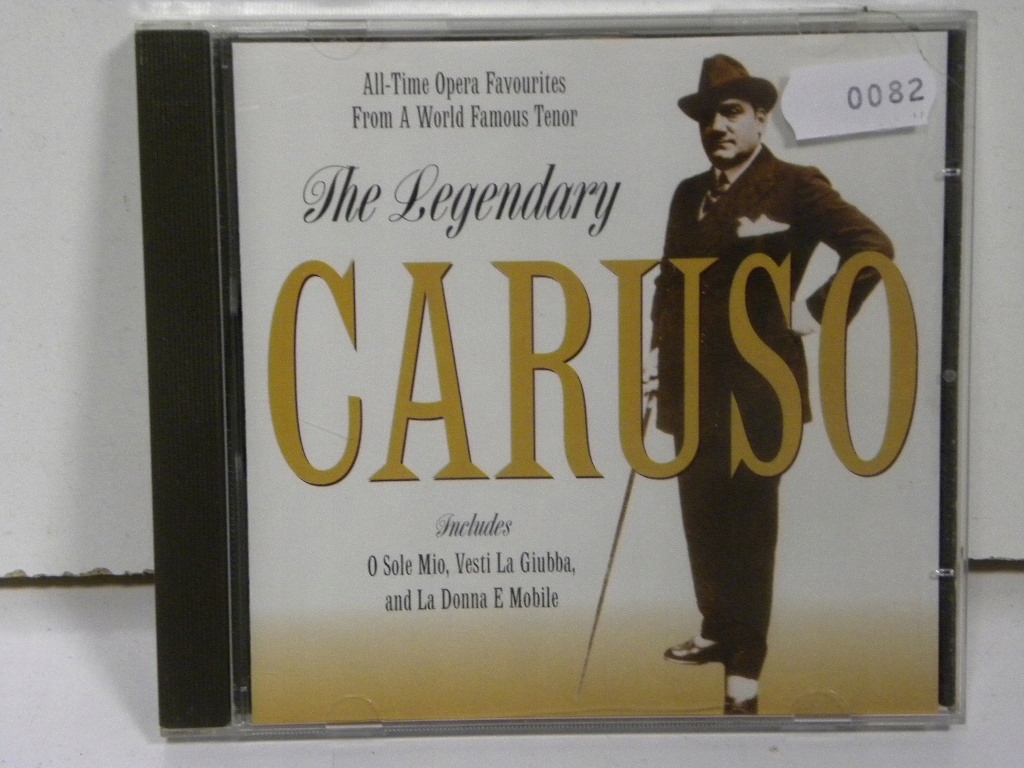 All-Time Opera Favourites
From A World Famous Tenor
0082
The Legendary
CARUSO
Includes
O Sole Mio, Vesti La Giubba,
and La Donna E Mobile